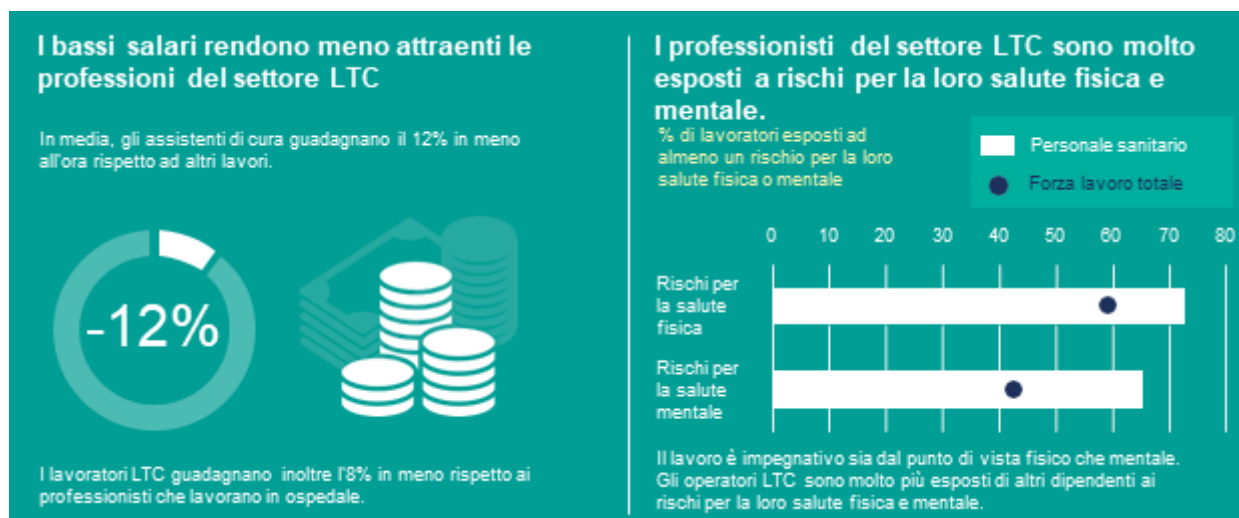 I bassi salari rendono meno attraenti le
professioni del settore LTC
In media, gli assistenti di cura guadagnano il 12% in meno
all'ora rispetto ad altri lavori.
-12%
I lavoratori LTC guadagnano inoltre l'8% in meno rispetto ai
professionisti che lavorano in ospedale.
I professionisti del settore LTC sono molto
esposti a rischi per la loro salute fisica e
mentale.
% di lavoratori esposti ad
almeno un rischio per la loro
salute fisica o mentale
Personale sanitario
Forza lavoro totale
0 10 20 30 40 50 60 70 80
Rischi per
la salute
fisica
Rischi per
la salute
mentale
Il lavoro è impegnativo sia dal punto di vista fisico che mentale.
Gli operatori LTC sono molto più esposti di altri dipendenti ai
rischi per la loro salute fisica e mentale.